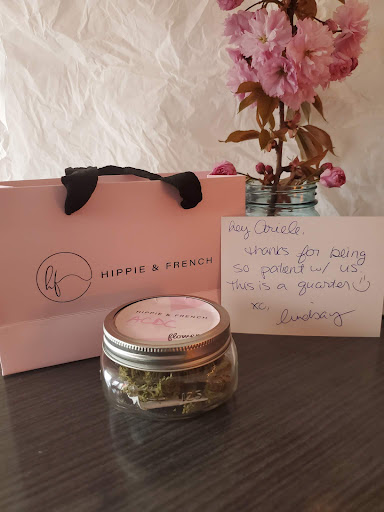 hf
HIPPIE & FRENCH
HIPPIE & FRENCH
ACDC
flower
hey Ariele.
thanks for being
so patient w/ us
this is a quarter
xo,
lindsay